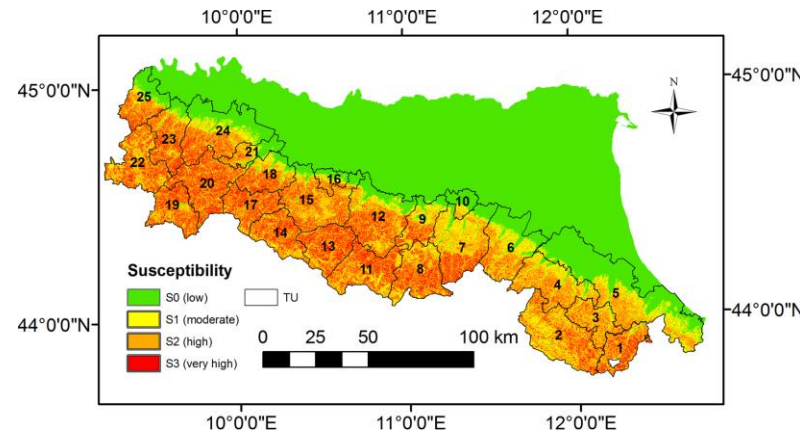 10°0'0"E 11°0'0"E 12°0'0"E
N
45°0'0"N 45°0'0"N
25
24
23
21
22
18
16
20
15
10
19
17
12
9
14
13
7
6
11
8
4
5
3
2
1
Susceptibility
S0 (low) TU
S1 (moderate)
S2 (high)
S3 (very high)
0 25 50 100 km
44°0'0"N 44°0'0"N
10°0'0"E 11°0'0"E 12°0'0"E